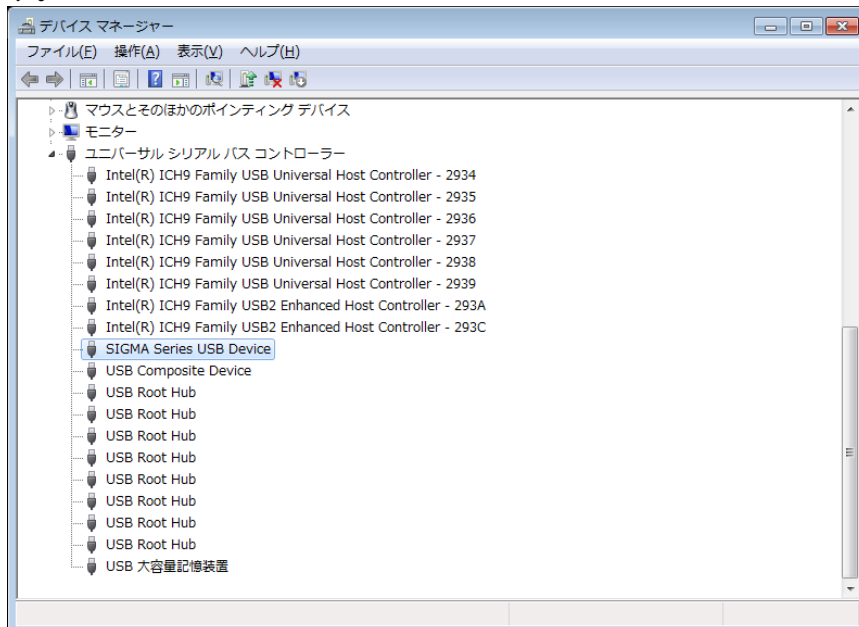 デバイス マネージャー
ファイル(F) 操作(A) 表示(V) ヘルプ(H)
マウスとそのほかのポインティング デバイス
モニター
ユニバーサル シリアル バス コントローラー
Intel(R) ICH9 Family USB Universal Host Controller - 2934
Intel(R) ICH9 Family USB Universal Host Controller - 2935
Intel(R) ICH9 Family USB Universal Host Controller - 2936
Intel(R) ICH9 Family USB Universal Host Controller - 2937
Intel(R) ICH9 Family USB Universal Host Controller - 2938
Intel(R) ICH9 Family USB Universal Host Controller - 2939
Intel(R) ICH9 Family USB2 Enhanced Host Controller - 293A
Intel(R) ICH9 Family USB2 Enhanced Host Controller - 293C
SIGMA Series USB Device
USB Composite Device
USB Root Hub
USB Root Hub
USB Root Hub
USB Root Hub
USB Root Hub
USB Root Hub
USB Root Hub
USB Root Hub
USB 大容量記憶装置